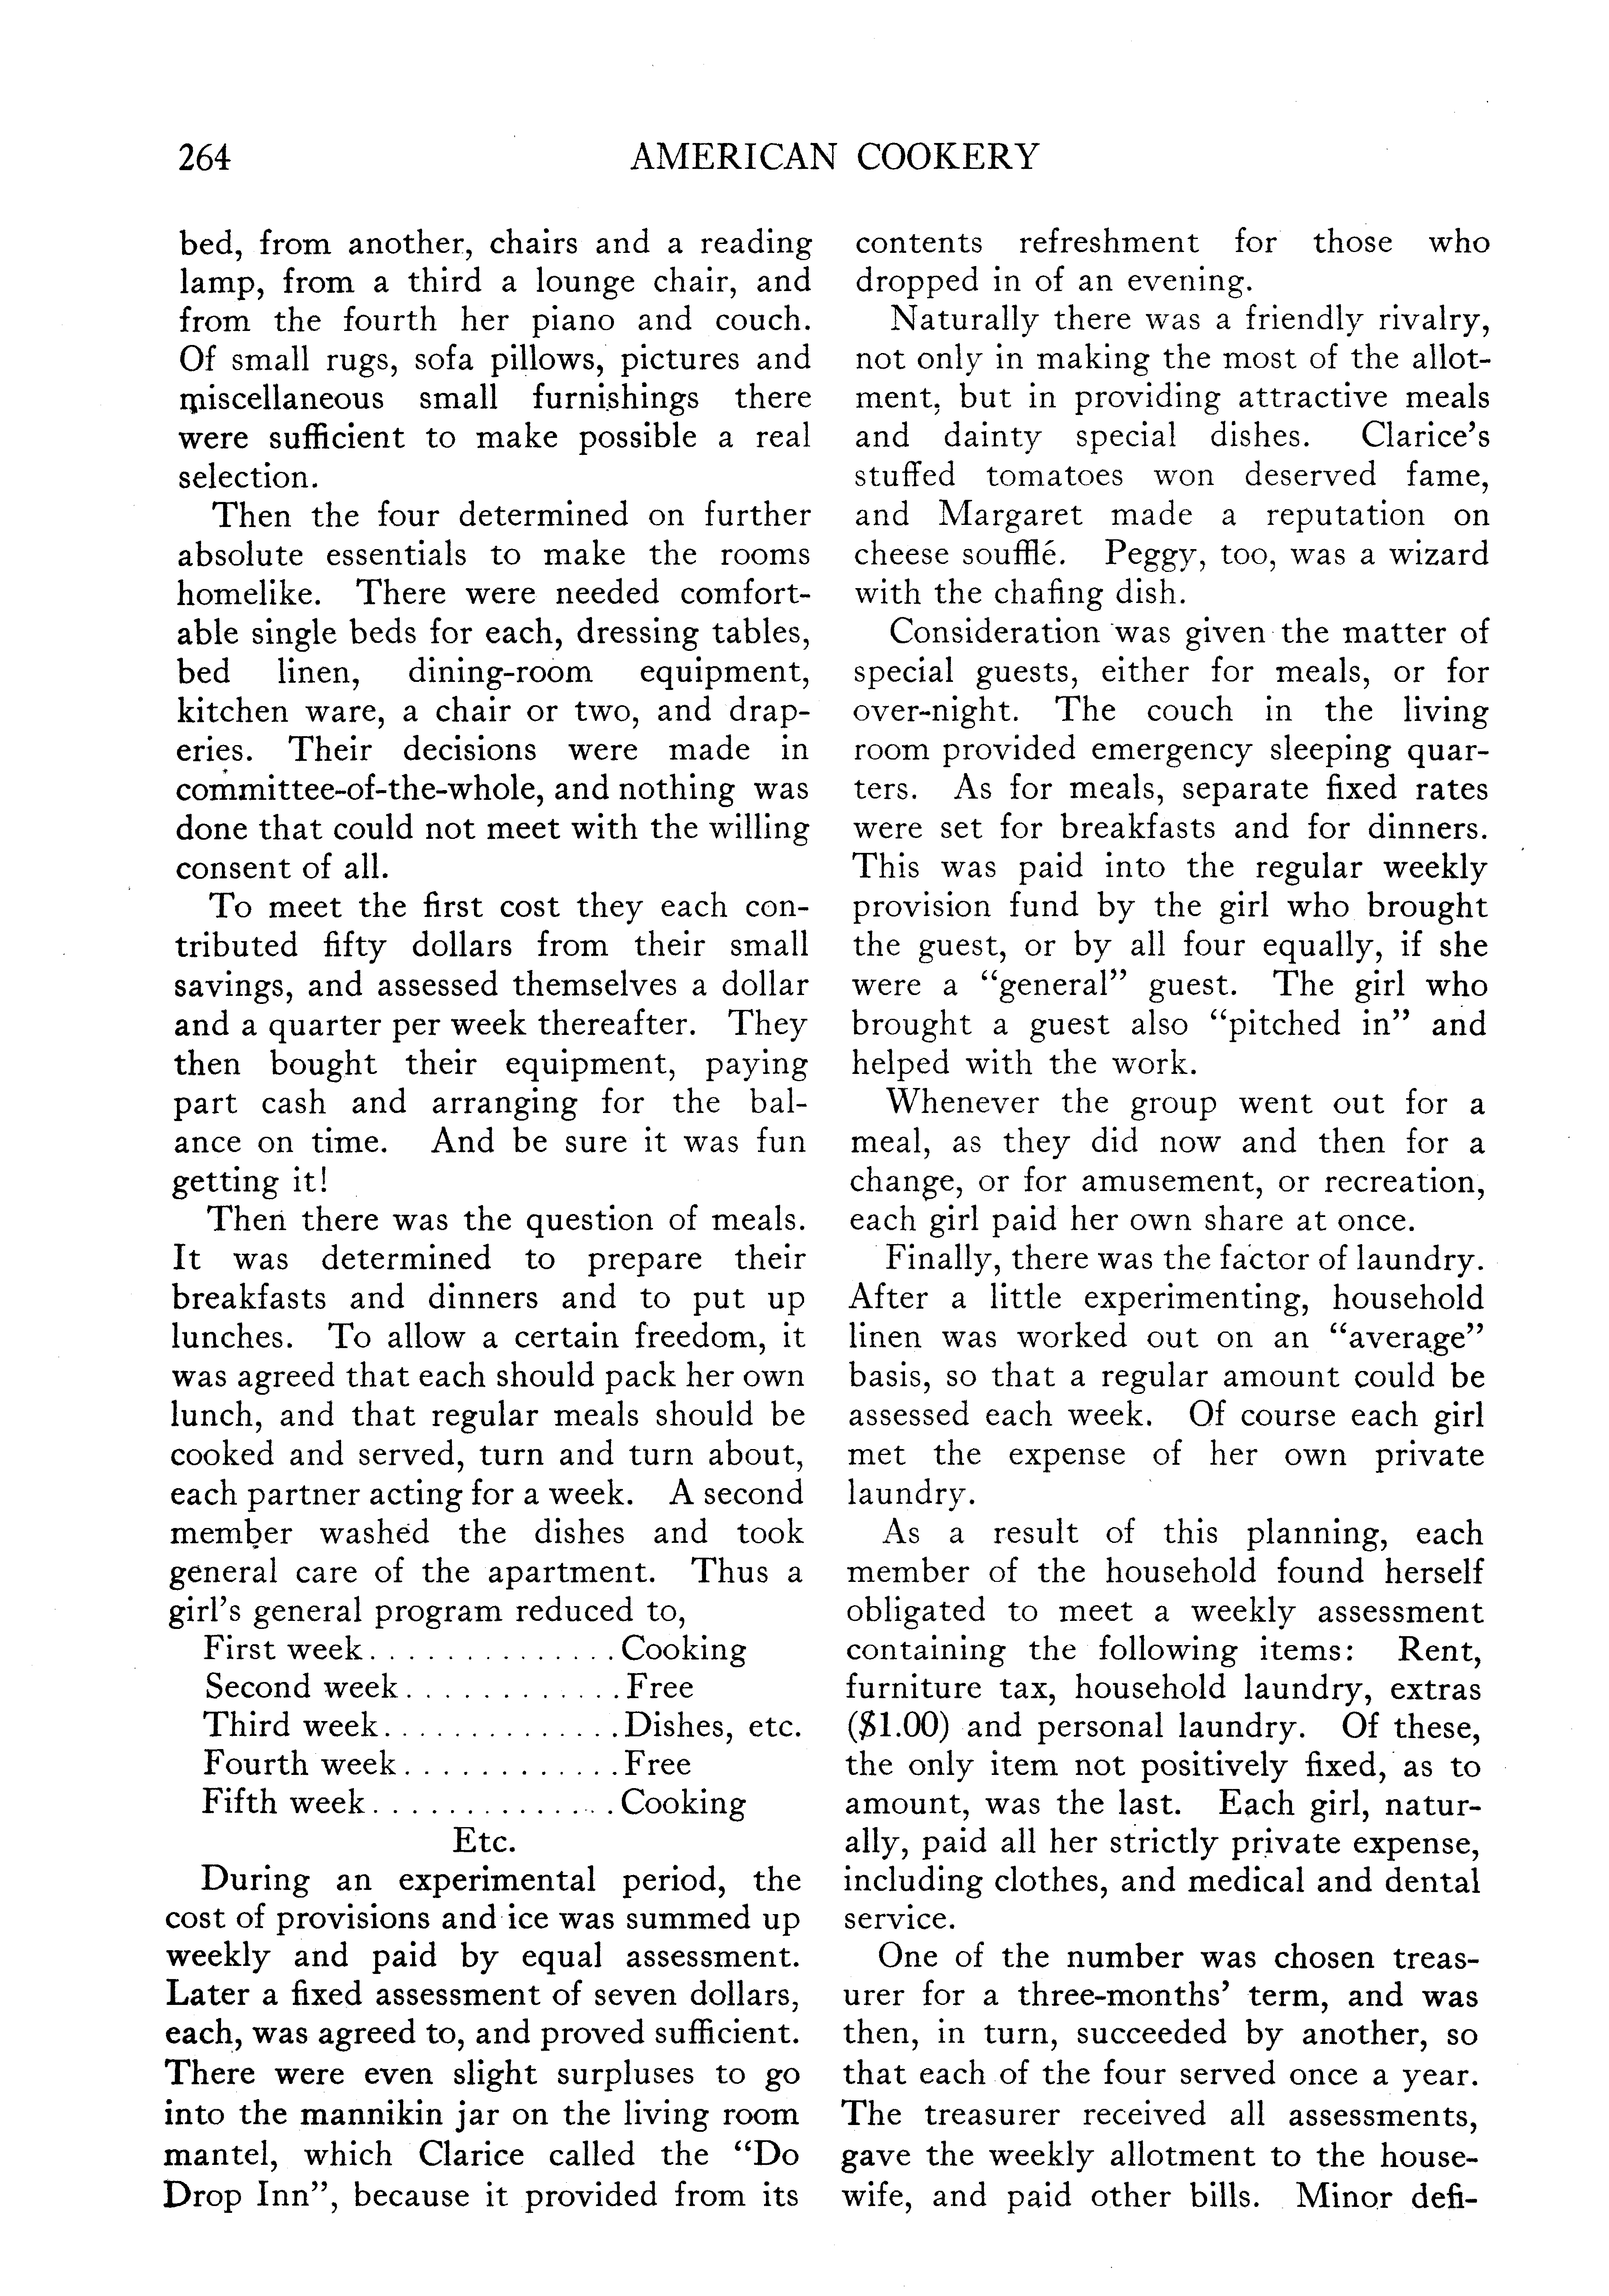 264
AMERICAN COOKERY
bed, from another, chairs and a reading
lamp, from a third a lounge chair, and
from the fourth her piano and couch.
Of small rugs, sofa pillows, pictures and
miscellaneous small furnishings there
were sufficient to make possible a real
selection.
Then the four determined on further
absolute essentials to make the rooms
homelike. There were needed comfort-
able single beds for each, dressing tables,
bed linen, dining-room equipment,
kitchen ware, a chair or two, and drap-
eries. Their decisions were made in
committee-of-the-whole, and nothing was
done that could not meet with the willing
consent of all.
To meet the first cost they each con-
tributed fifty dollars from their small
savings, and assessed themselves a dollar
and a quarter per week thereafter. They
then bought their equipment, paying
part cash and arranging for the bal-
ance on time. And be sure it was fun
getting it!
Then there was the question of meals.
It was determined to prepare their
breakfasts and dinners and to put up
lunches. To allow a certain freedom, it
was agreed that each should pack her own
lunch, and that regular meals should be
cooked and served, turn and turn about,
each partner acting for a week. A second
member washed the dishes and took
general care of the apartment. Thus a
girl's general program reduced to,
First week..............Cooking
Second week............Free
Third week.............Dishes, etc.
Fourth week............Free
Fifth week..............Cooking
Etc.
During an experimental period, the
cost of provisions and ice was summed up
weekly and paid by equal assessment.
Later a fixed assessment of seven dollars,
each, was agreed to, and proved sufficient.
There were even slight surpluses to go
into the mannikin jar on the living room
mantel, which Clarice called the “Do
Drop Inn”, because it provided from its
contents refreshment for those who
dropped in of an evening.
Naturally there was a friendly rivalry,
not only in making the most of the allot-
ment, but in providing attractive meals
and dainty special dishes. Clarice's
stuffed tomatoes won deserved fame,
and Margaret made a reputation on
cheese soufflé. Peggy, too, was a wizard
with the chafing dish.
Consideration was given the matter of
special guests, either for meals, or for
over-night. The couch in the living
room provided emergency sleeping quar-
ters. As for meals, separate fixed rates
were set for breakfasts and for dinners.
This was paid into the regular weekly
provision fund by the girl who brought
the guest, or by all four equally, if she
were a “general” guest. The girl who
brought a guest also “pitched in” and
helped with the work.
Whenever the group went out for a
meal, as they did now and then for a
change, or for amusement, or recreation,
each girl paid her own share at once.
Finally, there was the factor of laundry.
After a little experimenting, household
linen was worked out on an “average”
basis, so that a regular amount could be
assessed each week. Of course each girl
met the expense of her own private
laundry.
As a result of this planning, each
member of the household found herself
obligated to meet a weekly assessment
containing the following items: Rent,
furniture tax, household laundry, extras
($1.00) and personal laundry. Of these,
the only item not positively fixed, as to
amount, was the last. Each girl, natur-
ally, paid all her strictly private expense,
including clothes, and medical and dental
service.
One of the number was chosen treas-
urer for a three-months' term, and was
then, in turn, succeeded by another, so
that each of the four served once a year.
The treasurer received all assessments,
gave the weekly allotment to the house-
wife, and paid other bills. Minor defi-